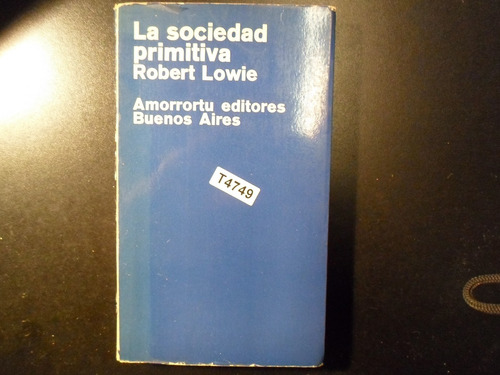 La sociedad
primitiva
Robert Lowie
Amorrortu editores
Buenos Aires
T4749